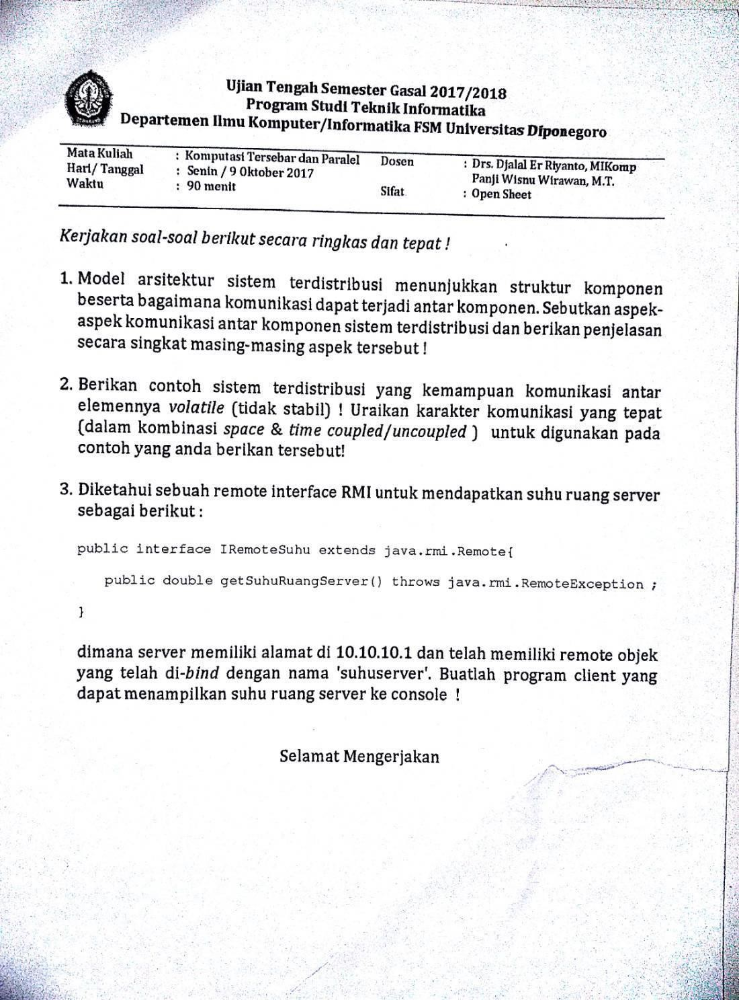 Ujian Tengah Semester Gasal 2017/2018
Program Studi Teknik Informatika
Departemen Ilmu Komputer/Informatika FSM Universitas Diponegoro
Mata Kuliah : Komputasi Tersebar dan Paralel Dosen : Drs. Djalal Er Riyanto, MIKomp
Hari/ Tanggal : Senin / 9 Oktober 2017 Panji Wisnu Wirawan, M.T.
Waktu : 90 menit Sifat : Open Sheet
Kerjakan soal-soal berikut secara ringkas dan tepat !
1. Model arsitektur sistem terdistribusi menunjukkan struktur komponen
beserta bagaimana komunikasi dapat terjadi antar komponen. Sebutkan aspek-
aspek komunikasi antar komponen sistem terdistribusi dan berikan penjelasan
secara singkat masing-masing aspek tersebut !
2. Berikan contoh sistem terdistribusi yang kemampuan komunikasi antar
elemennya volatile (tidak stabil) ! Uraikan karakter komunikasi yang tepat
(dalam kombinasi space & time coupled/uncoupled ) untuk digunakan pada
contoh yang anda berikan tersebut!
3. Diketahui sebuah remote interface RMI untuk mendapatkan suhu ruang server
sebagai berikut :
public interface IRemoteSuhu extends java.rmi.Remote{
public double getSuhuRuangServer() throws java.rmi.RemoteException ;
}
dimana server memiliki alamat di 10.10.10.1 dan telah memiliki remote objek
yang telah di-bind dengan nama 'suhuserver'. Buatlah program client yang
dapat menampilkan suhu ruang server ke console !
Selamat Mengerjakan